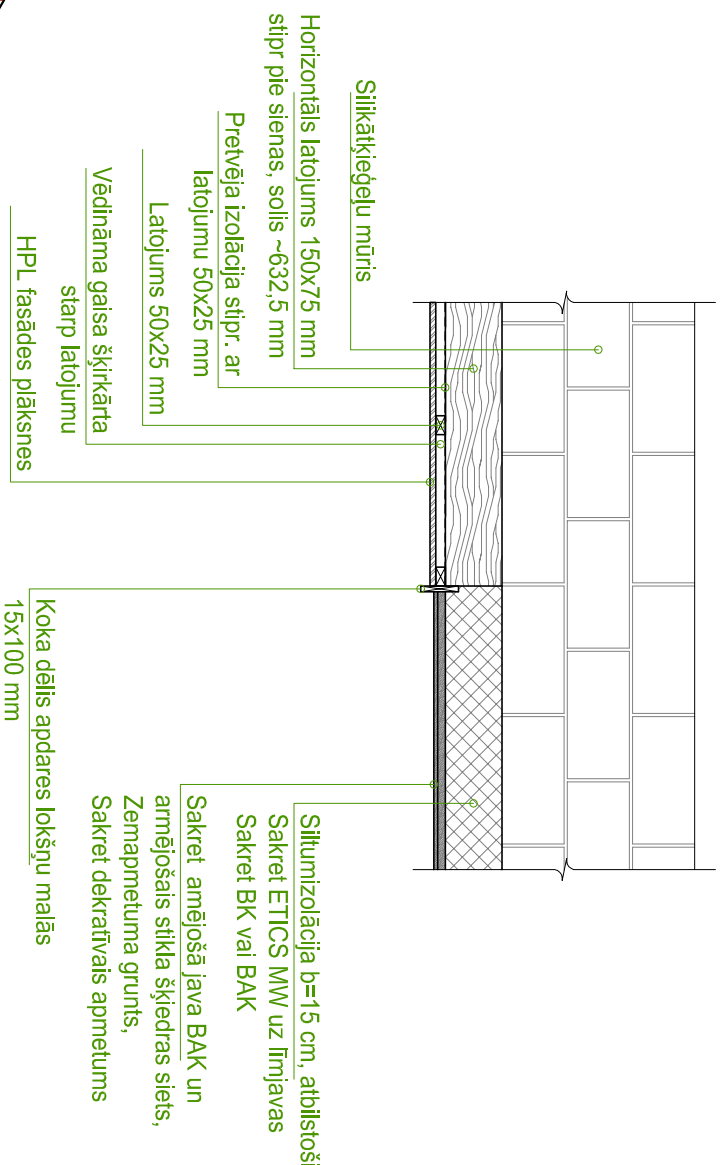 Silikātķieģeļu mūris
Horizontāls latojums 150x75 mm
stipr pie sienas, solis ~632,5 mm
Pretvēja izolācija stipr. ar
latojumu 50x25 mm
Latojums 50x25 mm
Vēdināma gaisa šķirkārta
starp latojumu
HPL fasādes plāksnes
Siltumizolācija b=15 cm, atbilstoši
Sakret ETICS MW uz līmjavas
Sakret BK vai BAK
Sakret amējošā java BAK un
armējošais stikla šķiedras siets,
Zemapmetuma grunts,
Sakret dekratīvais apmetums
Koka dēlis apdares lokšņu malās
15x100 mm